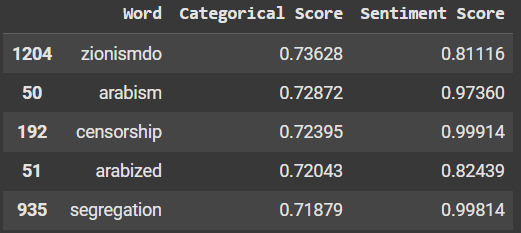 Word Categorical Score Sentiment Score
1204 zionismdo 0.73628 0.81116
50 arabism 0.72872 0.97360
192 censorship 0.72395 0.99914
51 arabized 0.72043 0.82439
935 segregation 0.71879 0.99814